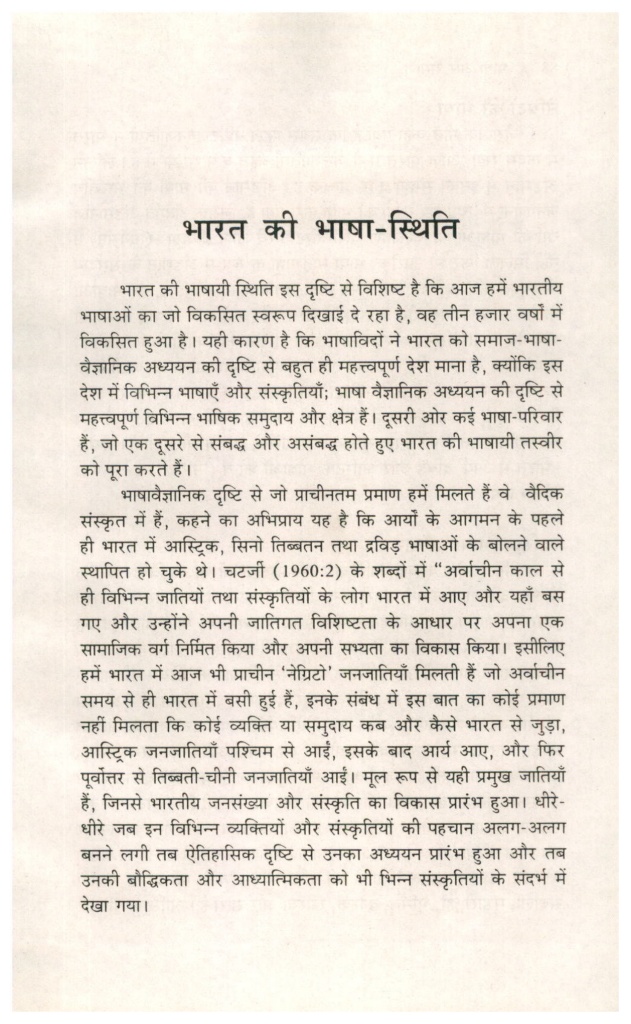 भारत की भाषा-स्थिति
भारत की भाषायी स्थिति इस दृष्टि से विशिष्ट है कि आज हमें भारतीय
भाषाओं का जो विकसित स्वरूप दिखाई दे रहा है, वह तीन हजार वर्षों में
विकसित हुआ है। यही कारण है कि भाषाविदों ने भारत को समाज-भाषा-
वैज्ञानिक अध्ययन की दृष्टि से बहुत ही महत्त्वपूर्ण देश माना है, क्योंकि इस
देश में विभिन्न भाषाएँ और संस्कृतियाँ; भाषा वैज्ञानिक अध्ययन की दृष्टि से
महत्त्वपूर्ण विभिन्न भाषिक समुदाय और क्षेत्र हैं। दूसरी ओर कई भाषा-परिवार
हैं, जो एक दूसरे से संबद्ध और असंबद्ध होते हुए भारत की भाषायी तस्वीर
को पूरा करते हैं।
भाषावैज्ञानिक दृष्टि से जो प्राचीनतम प्रमाण हमें मिलते हैं वे वैदिक
संस्कृत में हैं, कहने का अभिप्राय यह है कि आर्यों के आगमन के पहले
ही भारत में आस्ट्रिक, सिनो तिब्बतन तथा द्रविड़ भाषाओं के बोलने वाले
स्थापित हो चुके थे। चटर्जी (1960:2) के शब्दों में “अर्वाचीन काल से
ही विभिन्न जातियों तथा संस्कृतियों के लोग भारत में आए और यहाँ बस
गए और उन्होंने अपनी जातिगत विशिष्टता के आधार पर अपना एक
सामाजिक वर्ग निर्मित किया और अपनी सभ्यता का विकास किया। इसीलिए
हमें भारत में आज भी प्राचीन ‘नेग्रिटो’ जनजातियाँ मिलती हैं जो अर्वाचीन
समय से ही भारत में बसी हुई हैं, इनके संबंध में इस बात का कोई प्रमाण
नहीं मिलता कि कोई व्यक्ति या समुदाय कब और कैसे भारत से जुड़ा,
आस्ट्रिक जनजातियाँ पश्चिम से आईं, इसके बाद आर्य आए, और फिर
पूर्वोत्तर से तिब्बती-चीनी जनजातियाँ आईं। मूल रूप से यही प्रमुख जातियाँ
हैं, जिनसे भारतीय जनसंख्या और संस्कृति का विकास प्रारंभ हुआ। धीरे-
धीरे जब इन विभिन्न व्यक्तियों और संस्कृतियों की पहचान अलग-अलग
बनने लगी तब ऐतिहासिक दृष्टि से उनका अध्ययन प्रारंभ हुआ और तब
उनकी बौद्धिकता और आध्यात्मिकता को भी भिन्न संस्कृतियों के संदर्भ में
देखा गया।